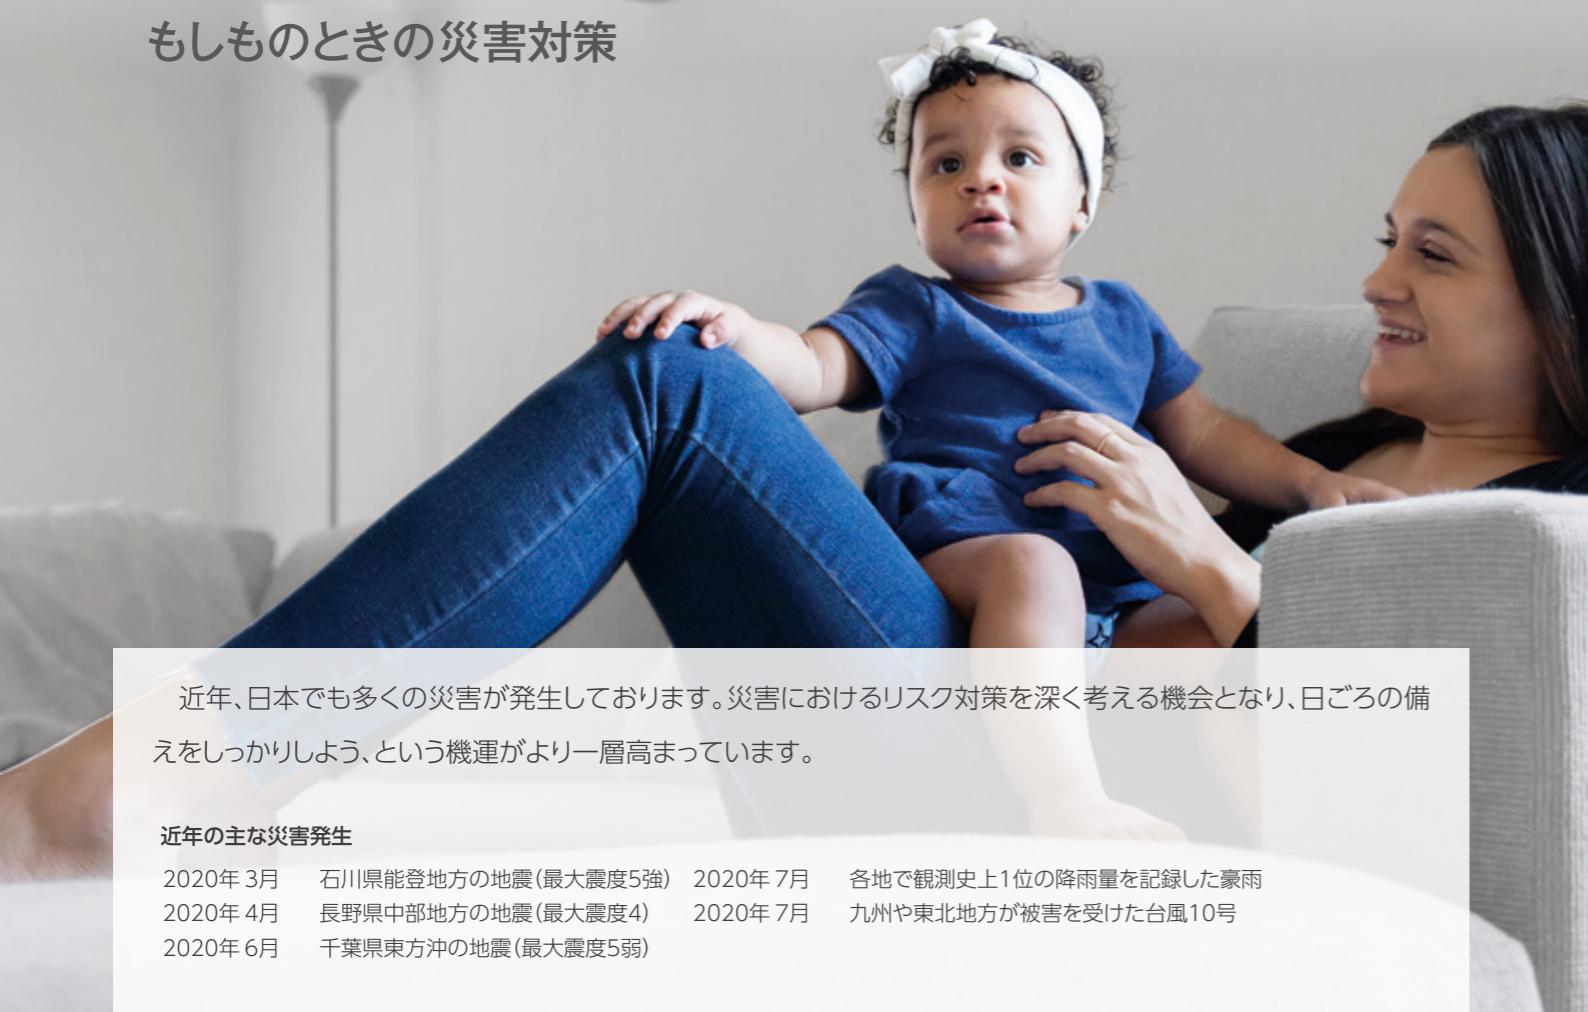 もしものときの災害対策
近年、日本でも多くの災害が発生しております。災害におけるリスク対策を深く考える機会となり、日ごろの備
えをしっかりしよう、という機運がより一層高まっています。
近年の主な災害発生
2020年 3月 石川県能登地方の地震（最大震度5強）
2020年 4月 長野県中部地方の地震（最大震度4）
2020年 6月 千葉県東方沖の地震（最大震度5弱）
2020年 7月 各地で観測史上1位の降雨量を記録した豪雨
2020年 7月 九州や東北地方が被害を受けた台風10号